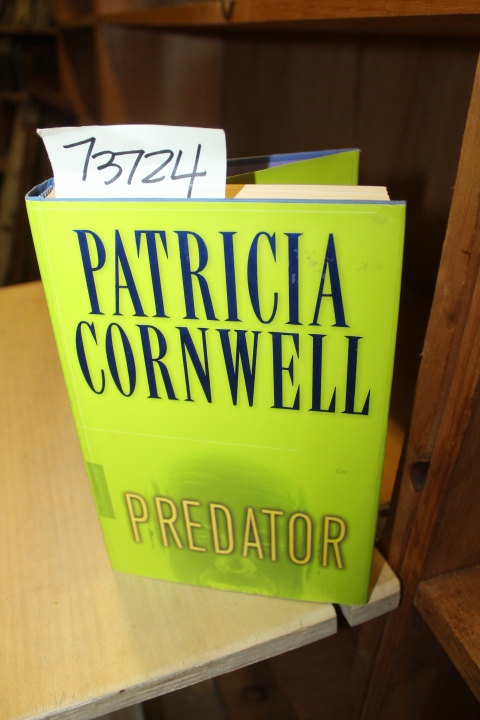 73724
PATRICIA
CORNWELL
PREDATOR